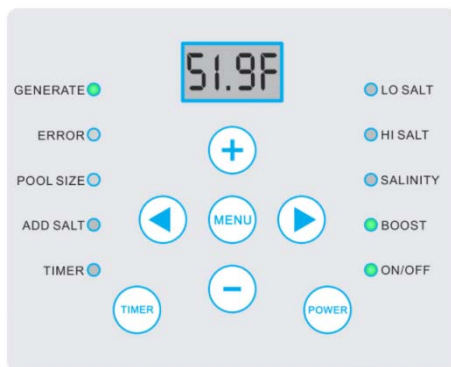 51.9F
GENERATE
LO SALT
ERROR
HI SALT
POOL SIZE
SALINITY
ADD SALT
MENU
BOOST
TIMER
ON/OFF
TIMER
POWER